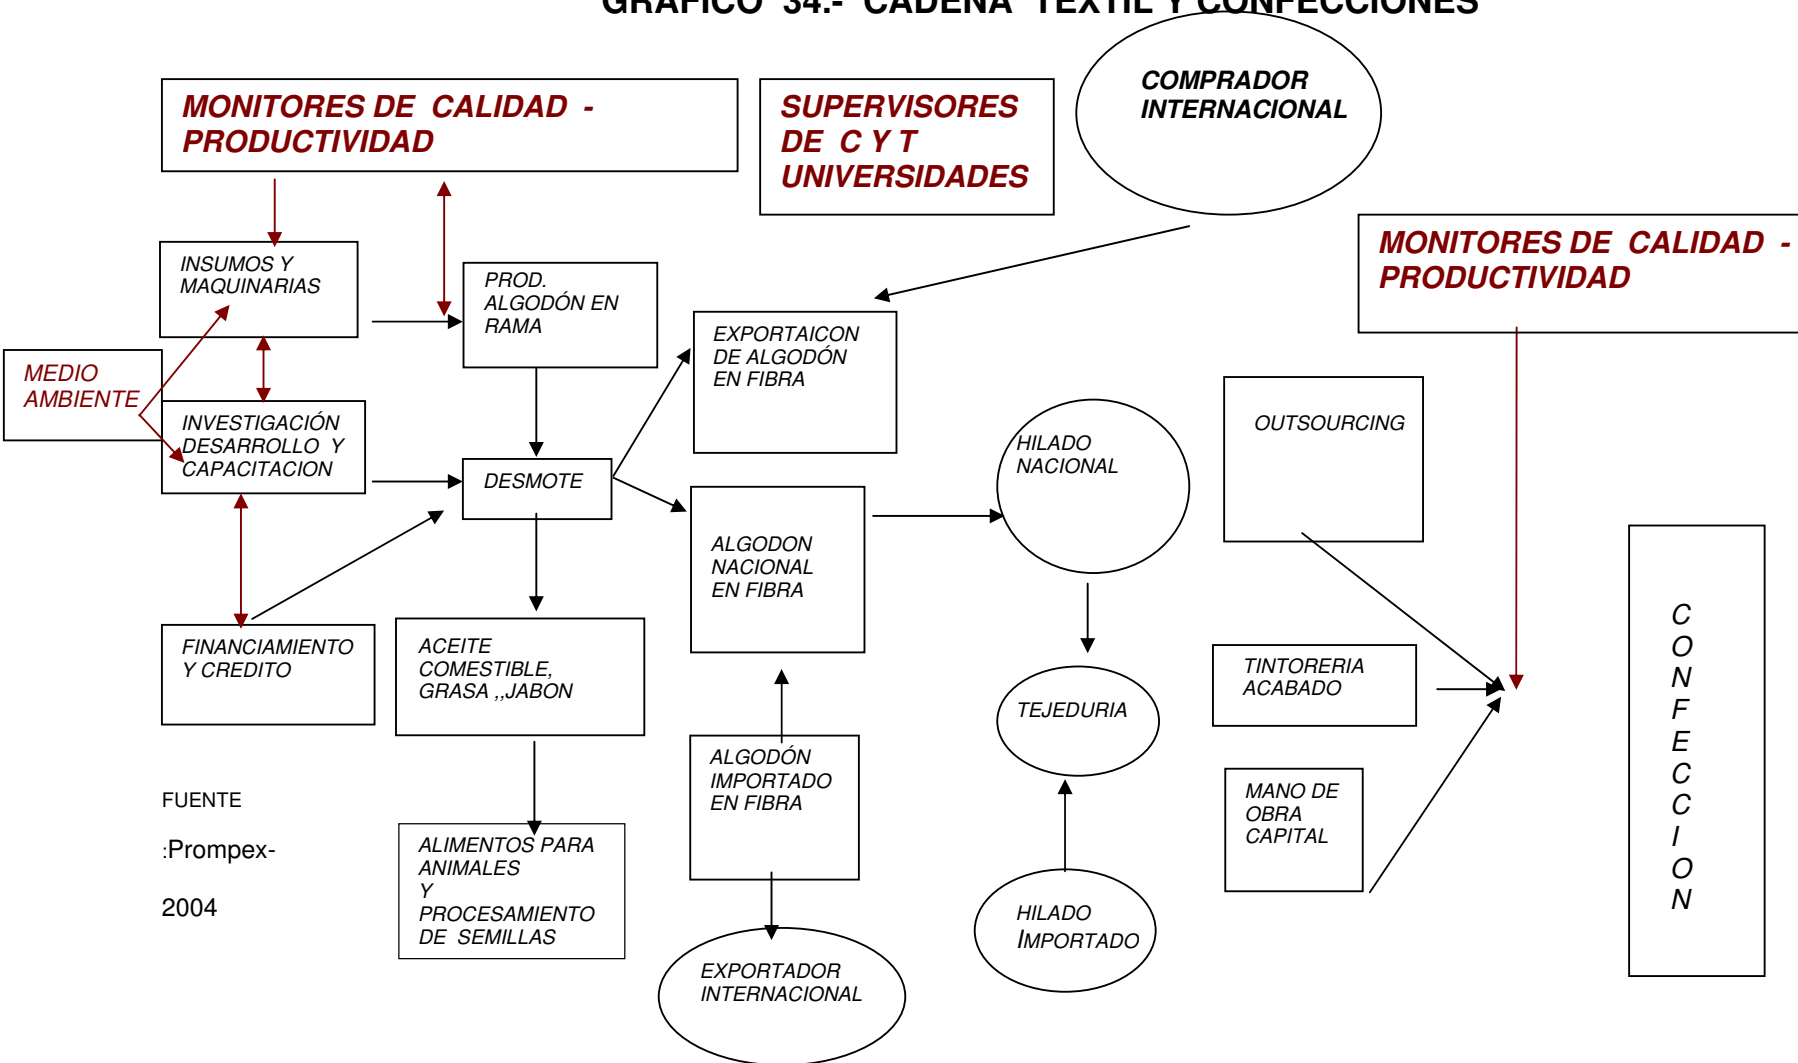 GRAFICO 34.- CADENA TEXTIL Y CONFECCIONES
MONITORES DE CALIDAD -
PRODUCTIVIDAD
SUPERVISORES
DE C Y T
UNIVERSIDADES
COMPRADOR
INTERNACIONAL
MONITORES DE CALIDAD -
PRODUCTIVIDAD
INSUMOS Y
MAQUINARIAS
PROD.
ALGODÓN EN
RAMA
EXPORTAICON
DE ALGODÓN
EN FIBRA
MEDIO
AMBIENTE
INVESTIGACIÓN
DESARROLLO Y
CAPACITACION
DESMOTE
HILADO
NACIONAL
OUTSOURCING
ALGODON
NACIONAL
EN FIBRA
FINANCIAMIENTO
Y CREDITO
ACEITE
COMESTIBLE,
GRASA ,,JABON
TEJEDURIA
TINTORERIA
ACABADO
C
O
N
F
E
C
C
I
O
N
ALGODÓN
IMPORTADO
EN FIBRA
MANO DE
OBRA
CAPITAL
FUENTE
:Prompex-
2004
ALIMENTOS PARA
ANIMALES
Y
PROCESAMIENTO
DE SEMILLAS
HILADO
IMPORTADO
EXPORTADOR
INTERNACIONAL